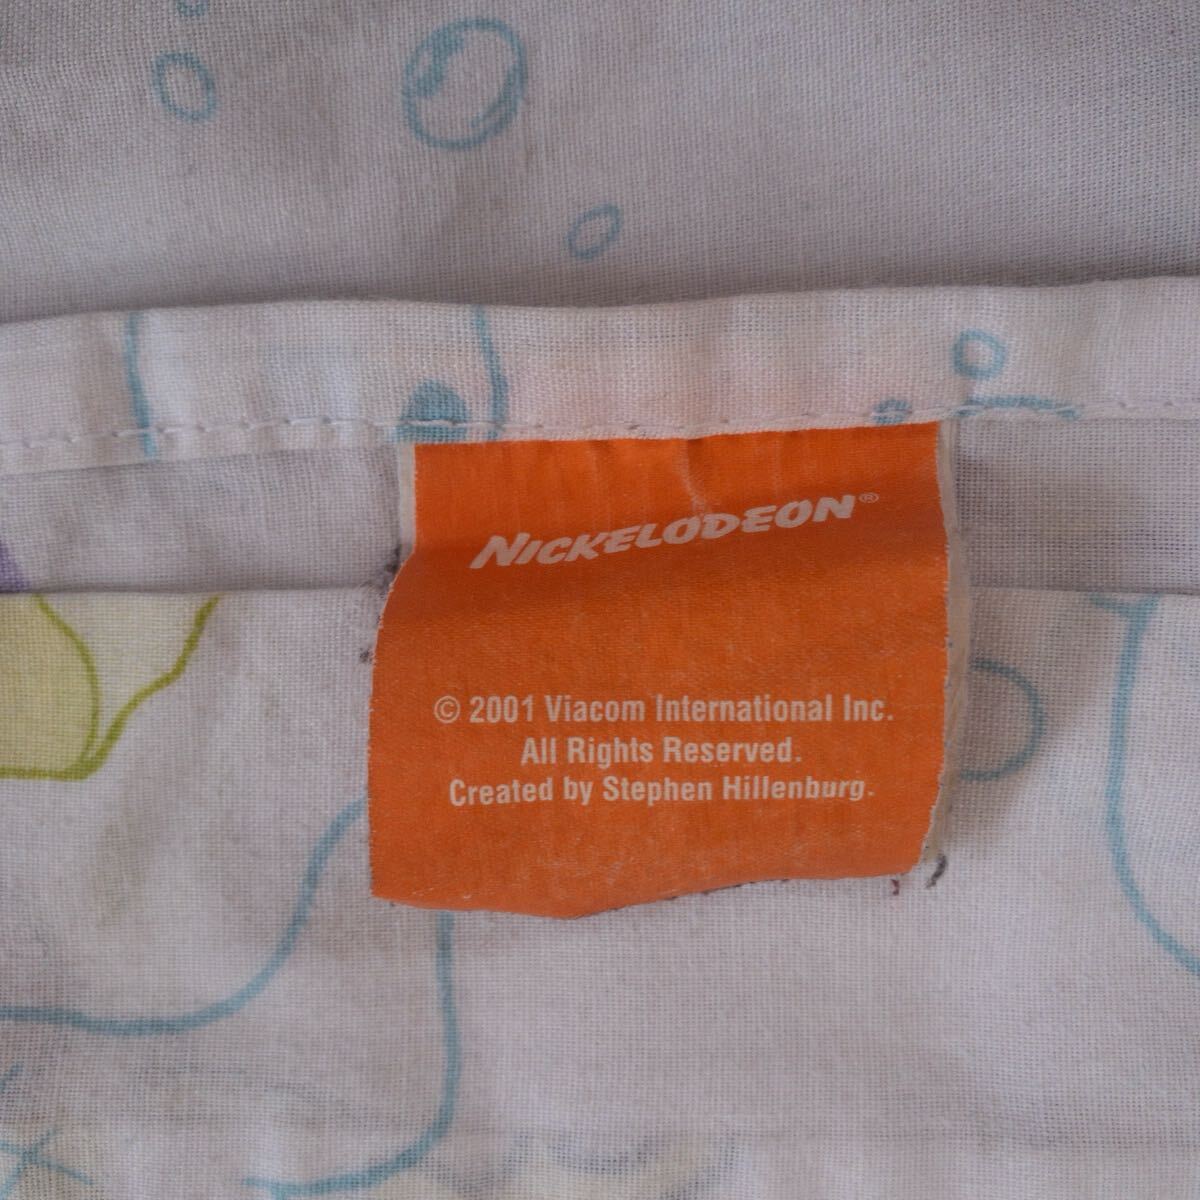 NICKELODEON®
© 2001 Viacom International Inc.
All Rights Reserved.
Created by Stephen Hillenburg.